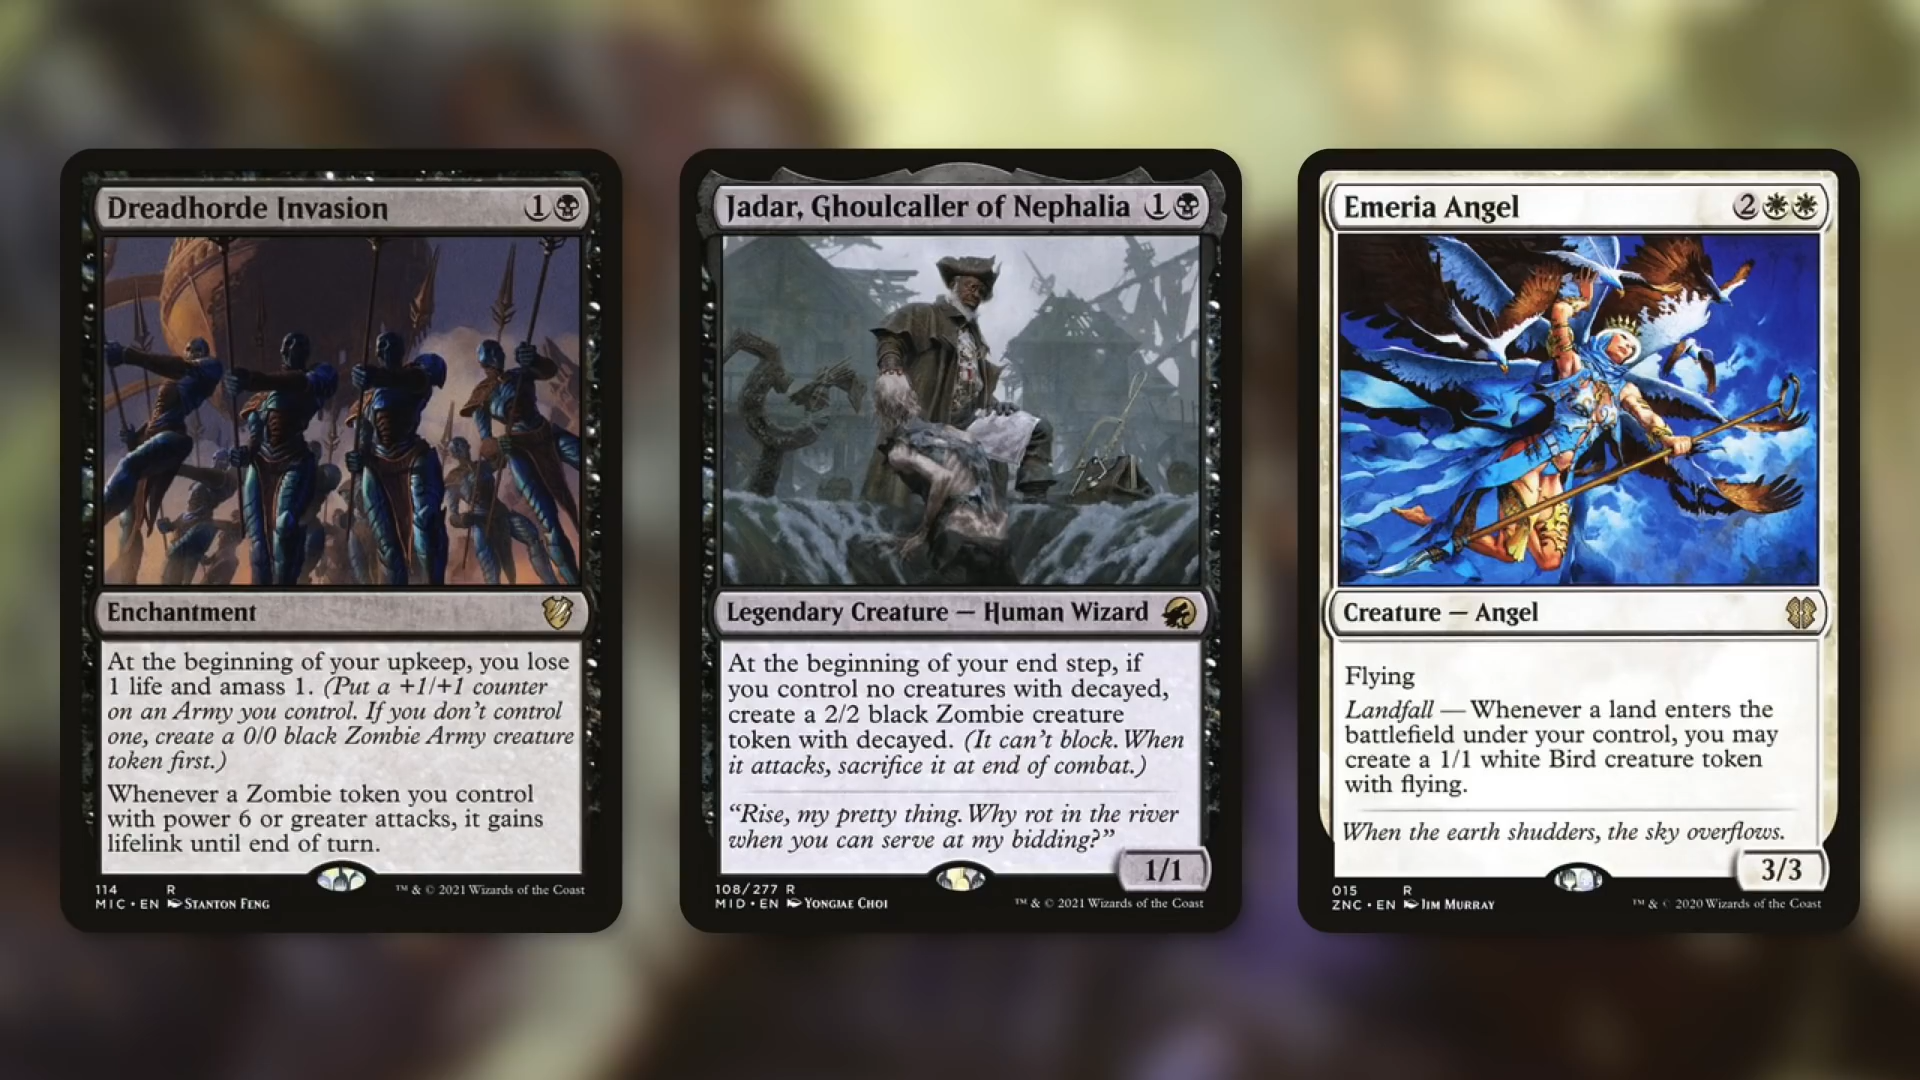 Dreadhorde Invasion 1
Enchantment
At the beginning of your upkeep, you lose
1 life and amass 1. (Put a +1/+1 counter
on an Army you control. If you don't control
one, create a 0/0 black Zombie Army creature
token first.)
Whenever a Zombie token you control
with power 6 or greater attacks, it gains
lifelink until end of turn.
114 R
MIC • EN STANTON FENG
™ & © 2021 Wizards of the Coast
Jadar, Ghoulcaller of Nephalia 1
Legendary Creature — Human Wizard
At the beginning of your end step, if
you control no creatures with decayed,
create a 2/2 black Zombie creature
token with decayed. (It can't block. When
it attacks, sacrifice it at end of combat.)
"Rise, my pretty thing. Why rot in the river
when you can serve at my bidding?"
1/1
108/277 R
MID • EN YONGJAE CHOI
™ & © 2021 Wizards of the Coast
Emeria Angel 2
Creature — Angel
Flying
Landfall — Whenever a land enters the
battlefield under your control, you may
create a 1/1 white Bird creature token
with flying.
When the earth shudders, the sky overflows.
3/3
015 R
ZNC • EN JIM MURRAY
™ & © 2020 Wizards of the Coast